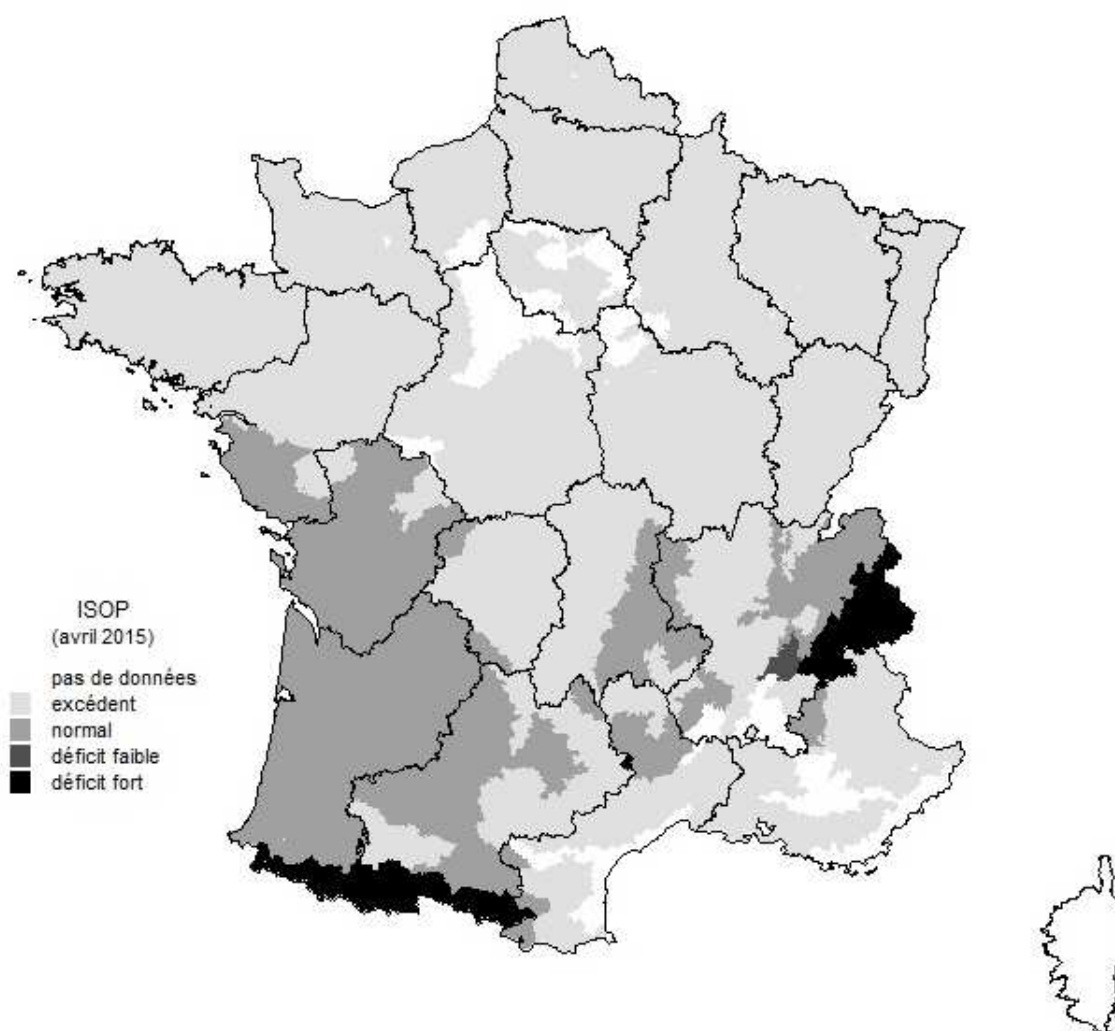 ISOP
(avril 2015)
pas de données
excédent
normal
déficit faible
déficit fort